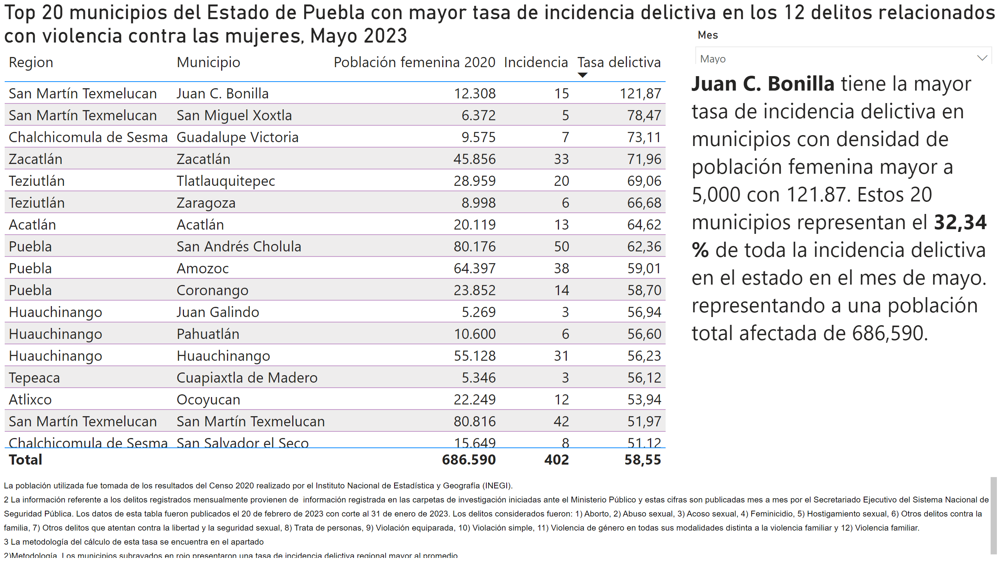 Top 20 municipios del Estado de Puebla con mayor tasa de incidencia delictiva en los 12 delitos relacionados
con violencia contra las mujeres, Mayo 2023
Mes
Mayo
Region Municipio Población femenina 2020 Incidencia Tasa delictiva
San Martín Texmelucan Juan C. Bonilla 12.308 15 121,87
San Martín Texmelucan San Miguel Xoxtla 6.372 5 78,47
Chalchicomula de Sesma Guadalupe Victoria 9.575 7 73,11
Zacatlán Zacatlán 45.856 33 71,96
Teziutlán Tlatlauquitepec 28.959 20 69,06
Teziutlán Zaragoza 8.998 6 66,68
Acatlán Acatlán 20.119 13 64,62
Puebla San Andrés Cholula 80.176 50 62,36
Puebla Amozoc 64.397 38 59,01
Puebla Coronango 23.852 14 58,70
Huauchinango Juan Galindo 5.269 3 56,94
Huauchinango Pahuatlán 10.600 6 56,60
Huauchinango Huauchinango 55.128 31 56,23
Tepeaca Cuapiaxtla de Madero 5.346 3 56,12
Atlixco Ocoyucan 22.249 12 53,94
San Martín Texmelucan San Martín Texmelucan 80.816 42 51,97
Chalchicomula de Sesma San Salvador el Seco 15.649 8 51,12
Total 686.590 402 58,55
Juan C. Bonilla tiene la mayor
tasa de incidencia delictiva en
municipios con densidad de
población femenina mayor a
5,000 con 121.87. Estos 20
municipios representan el 32,34
% de toda la incidencia delictiva
en el estado en el mes de mayo.
representando a una población
total afectada de 686,590.
La población utilizada fue tomada de los resultados del Censo 2020 realizado por el Instituto Nacional de Estadística y Geografía (INEGI).
2 La información referente a los delitos registrados mensualmente provienen de información registrada en las carpetas de investigación iniciadas ante el Ministerio Público y estas cifras son publicadas mes a mes por el Secretariado Ejecutivo del Sistema Nacional de
Seguridad Pública. Los datos de esta tabla fueron publicados el 20 de febrero de 2023 con corte al 31 de enero de 2023. Los delitos considerados fueron: 1) Aborto, 2) Abuso sexual, 3) Acoso sexual, 4) Feminicidio, 5) Hostigamiento sexual, 6) Otros delitos contra la
familia, 7) Otros delitos que atentan contra la libertad y la seguridad sexual, 8) Trata de personas, 9) Violación equiparada, 10) Violación simple, 11) Violencia de género en todas sus modalidades distinta a la violencia familiar y 12) Violencia familiar.
3 La metodología del cálculo de esta tasa se encuentra en el apartado
2)Metodología. Los municipios subrayados en rojo presentaron una tasa de incidencia delictiva regional mayor al promedio